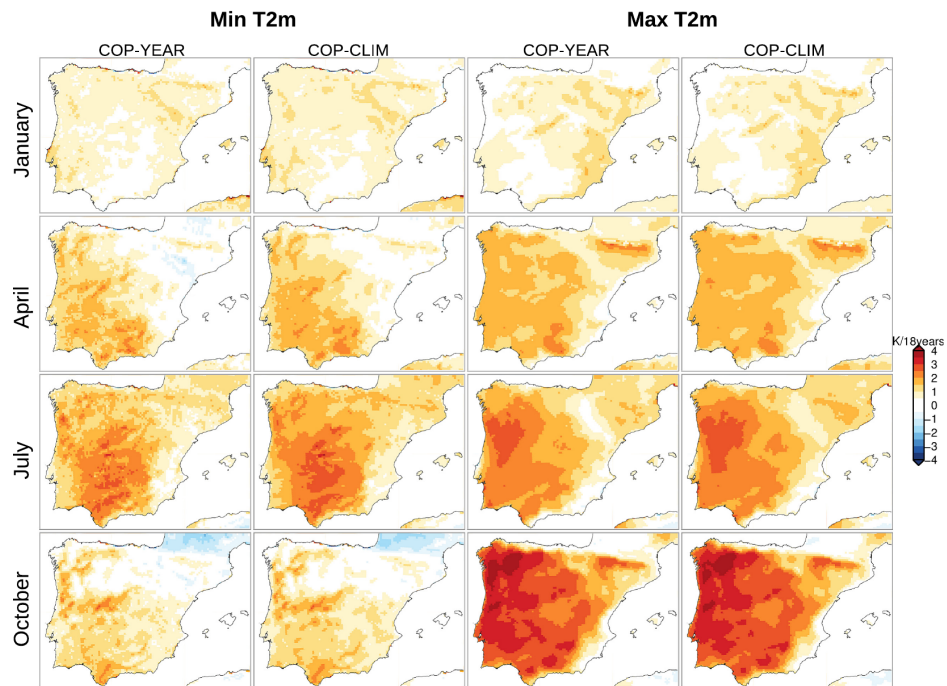 Min T2m Max T2m
COP-YEAR COP-CLIM COP-YEAR COP-CLIM
January
April
July
October
K/18years
4
3
2
1
0
−1
−2
−3
−4